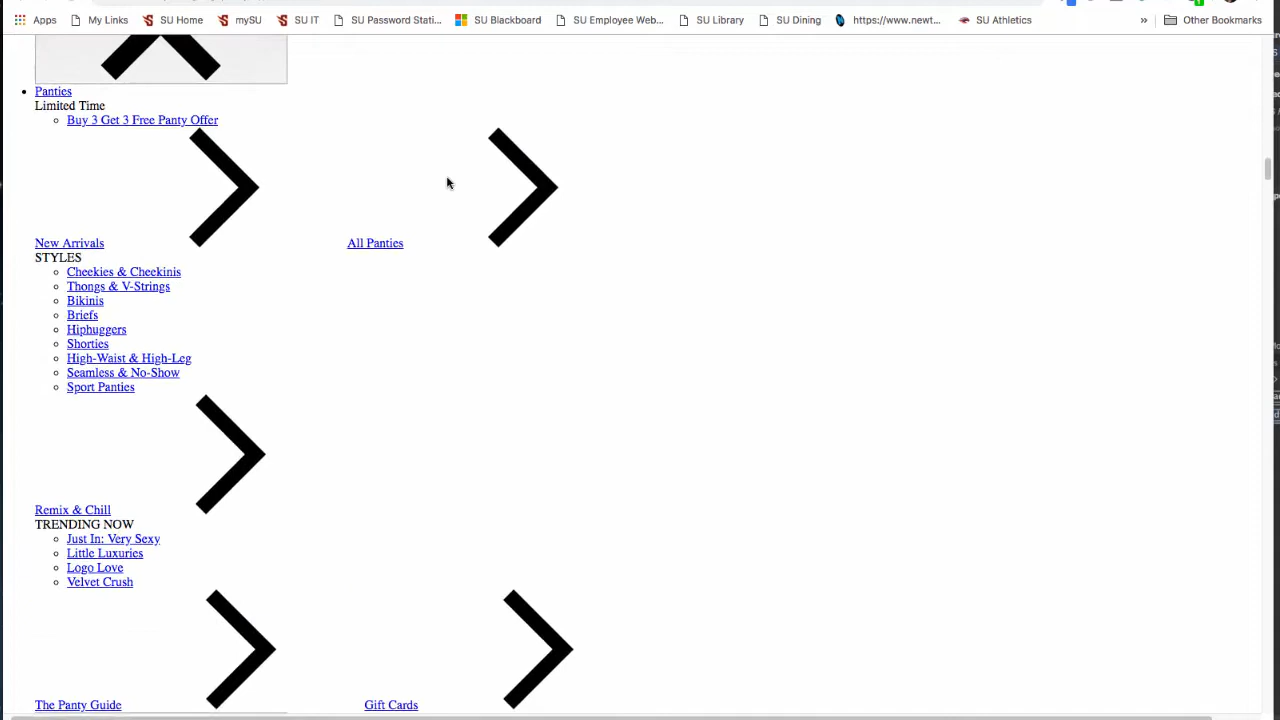 Apps My Links SU Home mySU SU IT SU Password Stati... SU Blackboard SU Employee Web... SU Library SU Dining https://www.newt... SU Athletics » Other Bookmarks
Panties
Limited Time
Buy 3 Get 3 Free Panty Offer
New Arrivals All Panties
STYLES
Cheekies & Cheekinis
Thongs & V-Strings
Bikinis
Briefs
Hiphuggers
Shorties
High-Waist & High-Leg
Seamless & No-Show
Sport Panties
Remix & Chill
TRENDING NOW
Just In: Very Sexy
Little Luxuries
Logo Love
Velvet Crush
The Panty Guide Gift Cards